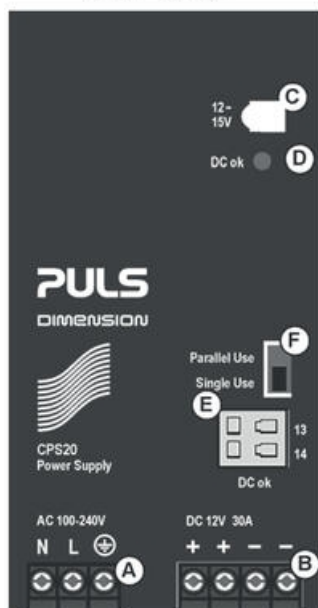 C
12–
15V
DC ok D
PULS
DIMENSION
F
Parallel Use
Single Use
E
13
14
DC ok
CPS20
Power Supply
AC 100-240V
N L
A
DC 12V 30A
+ + – –
B